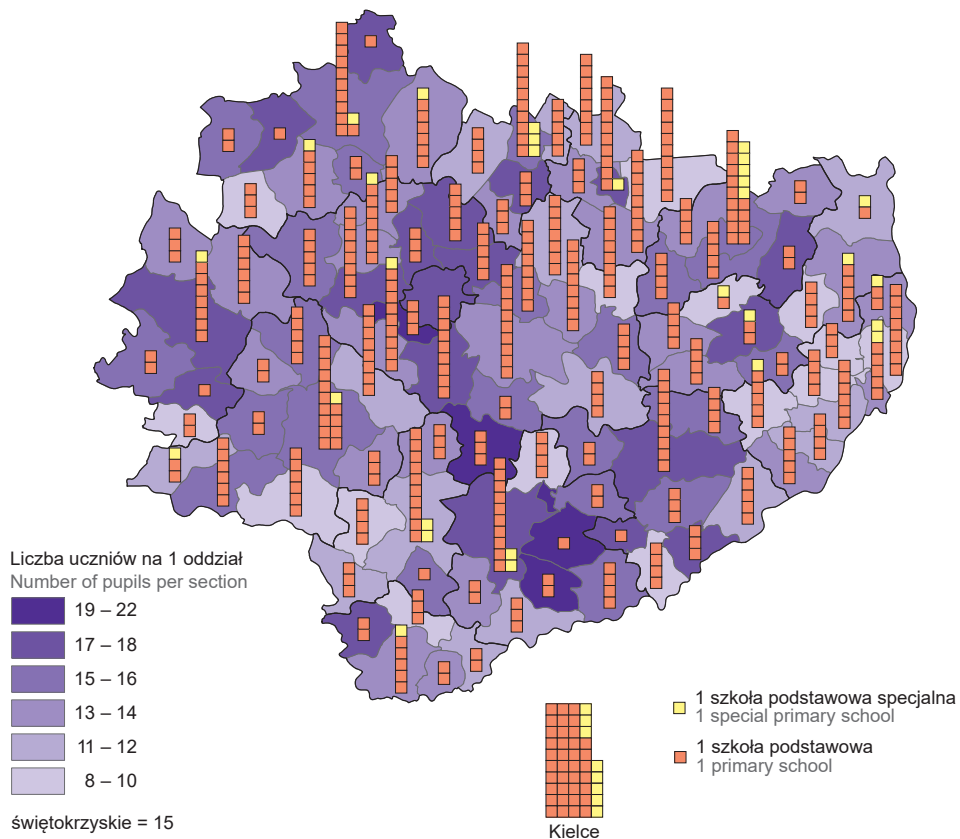 Liczba uczniów na 1 oddział
Number of pupils per section
19 – 22
17 – 18
15 – 16
13 – 14
11 – 12
8 – 10
świętokrzyskie = 15
Kielce
1 szkoła podstawowa specjalna
1 special primary school
1 szkoła podstawowa
1 primary school